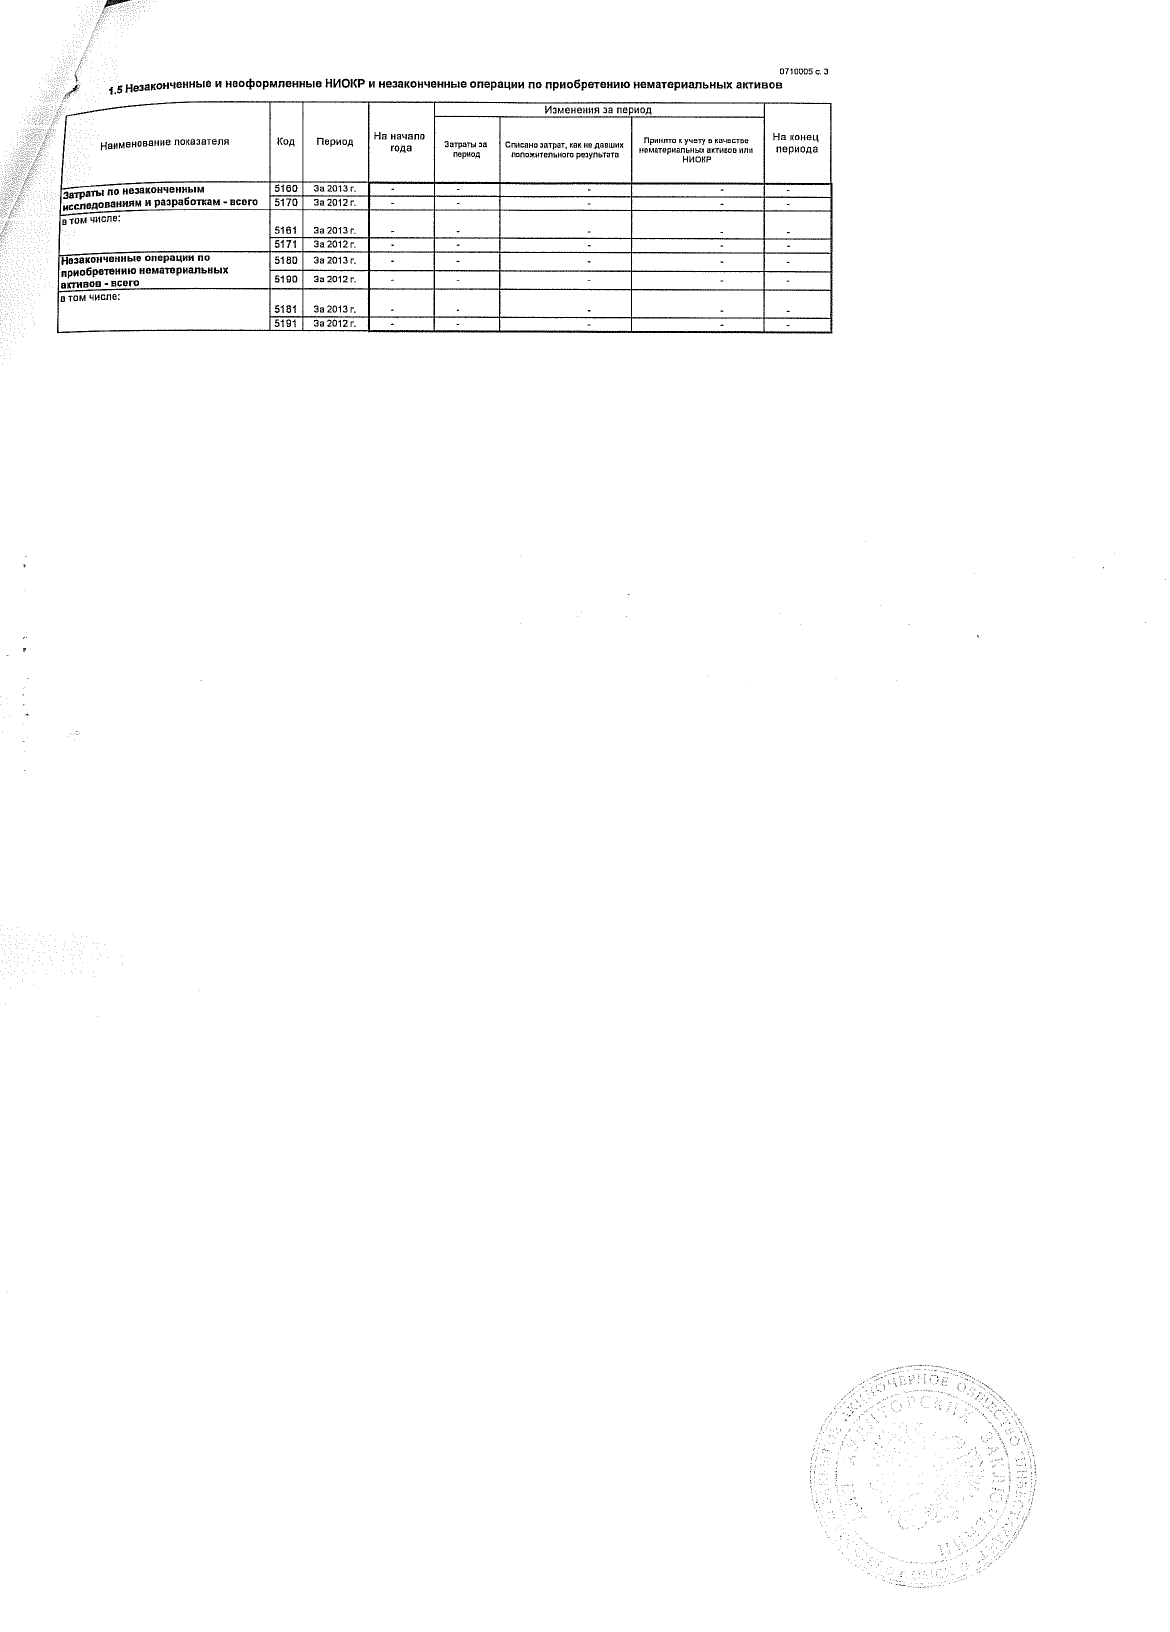 0710005 с. 3
1.5 Незаконченные и неоформленные НИОКР и незаконченные операции по приобретению нематериальных активов
Изменения за период
Наименование показателя
Код
Период
На начало
года
Затраты за
период
Списано затрат, как не давших
положительного результата
Принято к учету в качестве
нематериальных активов или
НИОКР
На конец
периода
Затраты по незаконченным
исследованиям и разработкам - всего
5160 За 2013 г. - - - - -
5170 За 2012 г. - - - - -
в том числе:
5161 За 2013 г. - - - - -
5171 За 2012 г. - - - - -
Незаконченные операции по
приобретению нематериальных
активов - всего
5180 За 2013 г. - - - - -
5190 За 2012 г. - - - - -
в том числе:
5181 За 2013 г. - - - - -
5191 За 2012 г. - - - - -
АКЦИОНЕРНОЕ ОБЩЕСТВО
АУДИТОРСКИХ ЗАКЛЮЧЕНИЙ